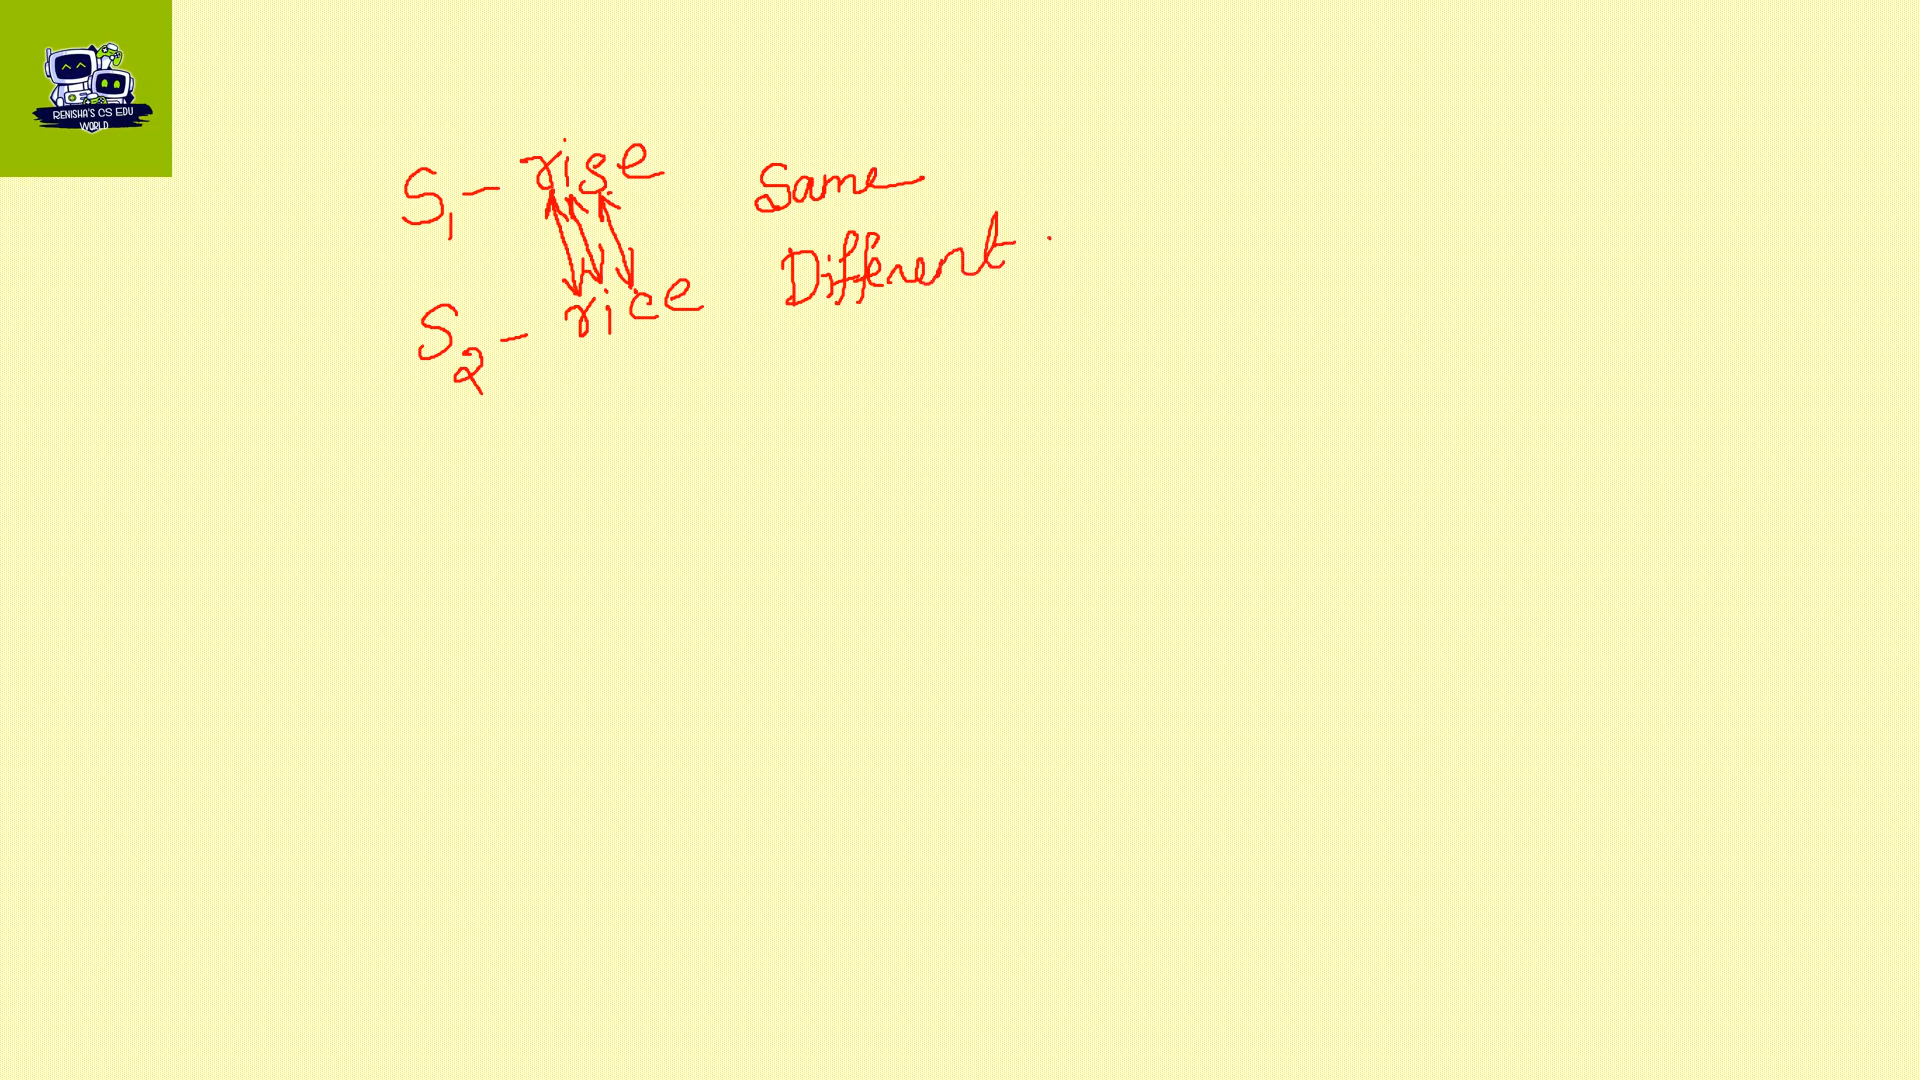 RENISHA'S CS EDU
WORLD
S1 - rise Same
Different .
S2 - rice